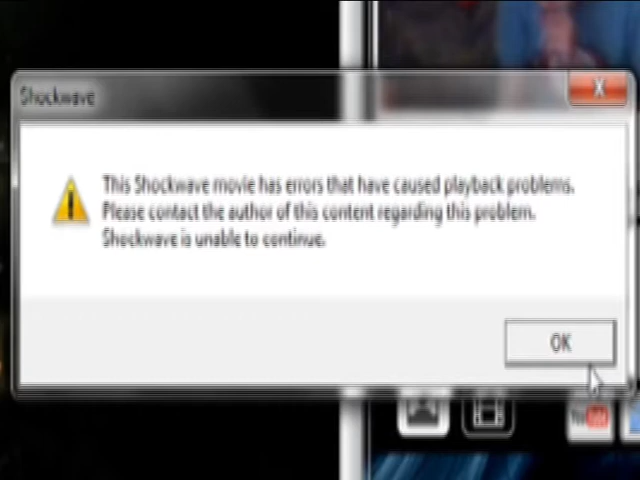 Shockwave
This Shockwave movie has errors that have caused playback problems.
Please contact the author of this content regarding this problem.
Shockwave is unable to continue.
OK
YouTube